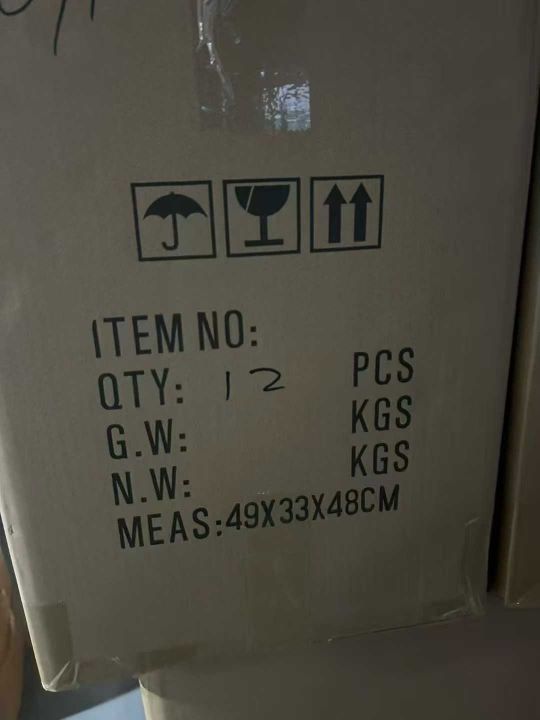 ITEM NO:
QTY: 12 PCS
G.W: KGS
N.W: KGS
MEAS:49X33X48CM